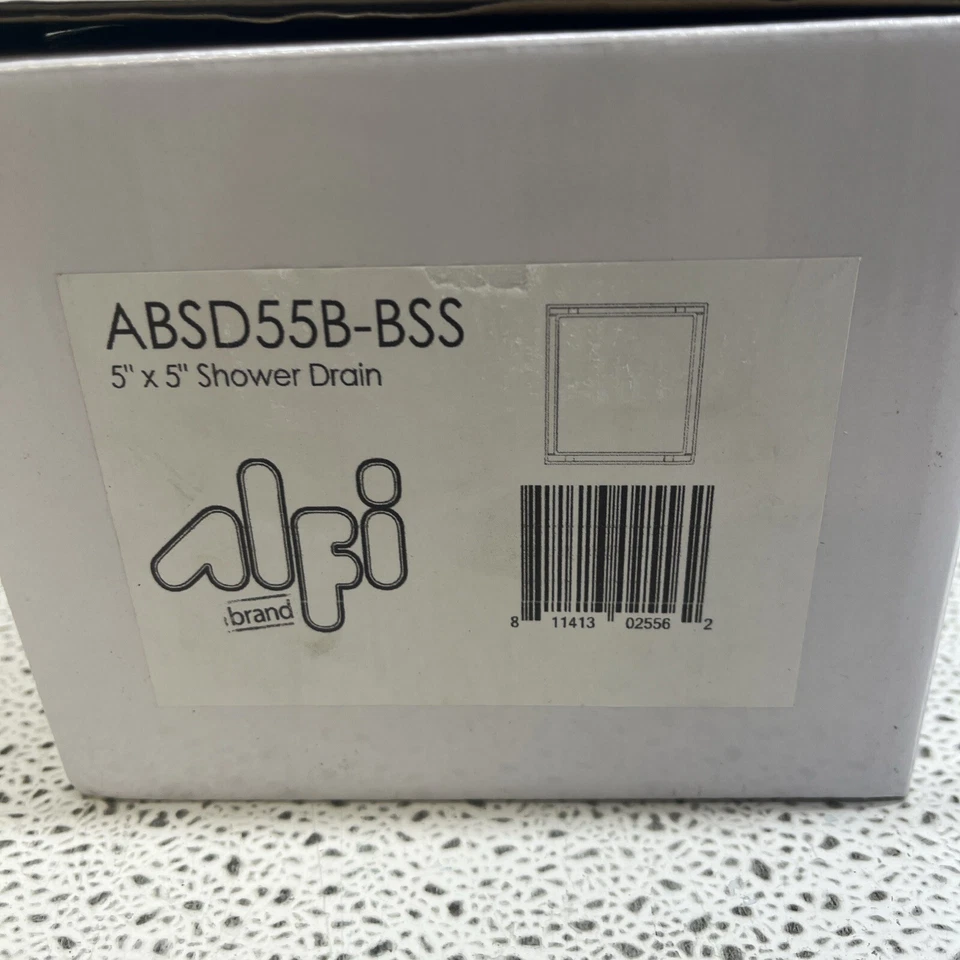 ABSD55B-BSS
5" x 5" Shower Drain
alfi
brand
8 11413 02556 2